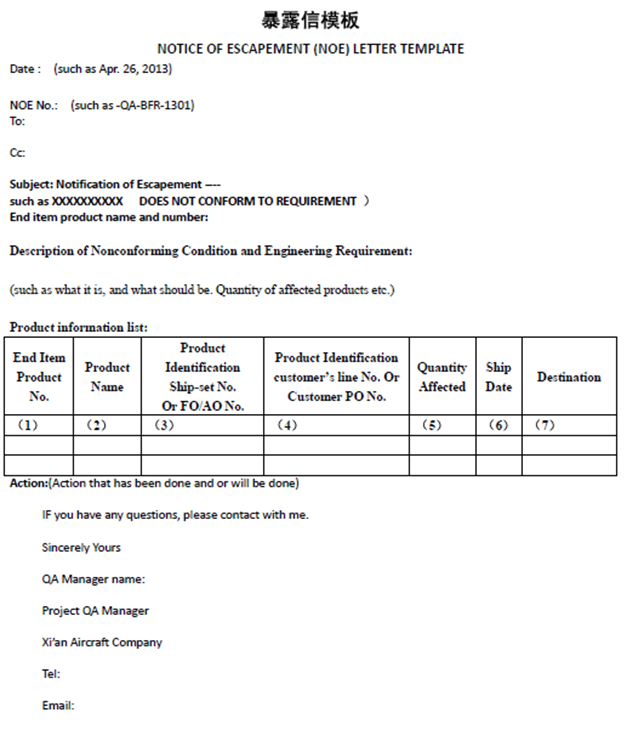 暴露信模板
NOTICE OF ESCAPEMENT (NOE) LETTER TEMPLATE
Date： (such as Apr. 26, 2013)
NOE No.: (such as -QA-BFR-1301)
To:
Cc:
Subject: Notification of Escapement ----
such as XXXXXXXXXX DOES NOT CONFORM TO REQUIREMENT ）
End item product name and number:
Description of Nonconforming Condition and Engineering Requirement:
(such as what it is, and what should be. Quantity of affected products etc.)
Product information list:
End Item
Product
No.
Product
Name
Product
Identification
Ship-set No.
Or FO/AO No.
Product Identification
customer's line No. Or
Customer PO No.
Quantity
Affected
Ship
Date
Destination
（1） （2） （3） （4） （5） （6） （7）
Action:(Action that has been done and or will be done)
IF you have any questions, please contact with me.
Sincerely Yours
QA Manager name:
Project QA Manager
Xi'an Aircraft Company
Tel:
Email: